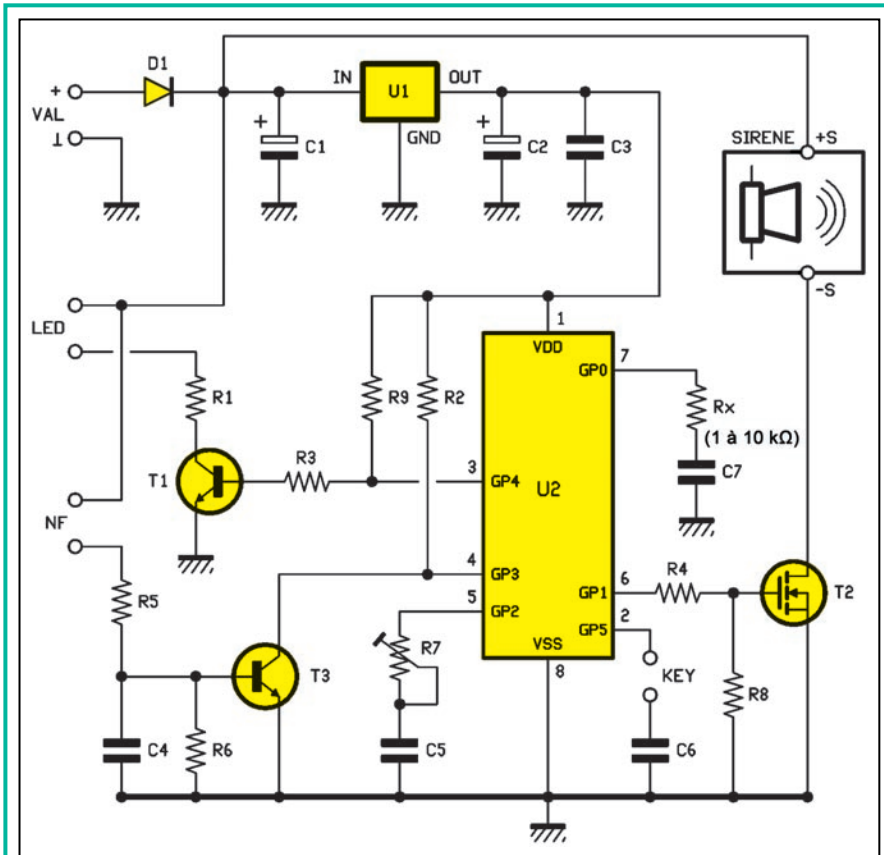 D1
+
VAL
⊥
IN
U1
OUT
GND
+
C1
+
C2
C3
SIRENE
+S
-S
LED
R1
R9
R2
1
VDD
7
GP0
Rx
(1 à 10 kΩ)
C7
T1
R3
3
GP4
U2
NF
4
GP3
5
GP2
6
GP1
R4
T2
2
GP5
R5
VSS
8
R7
KEY
T3
R8
C4
R6
C5
C6